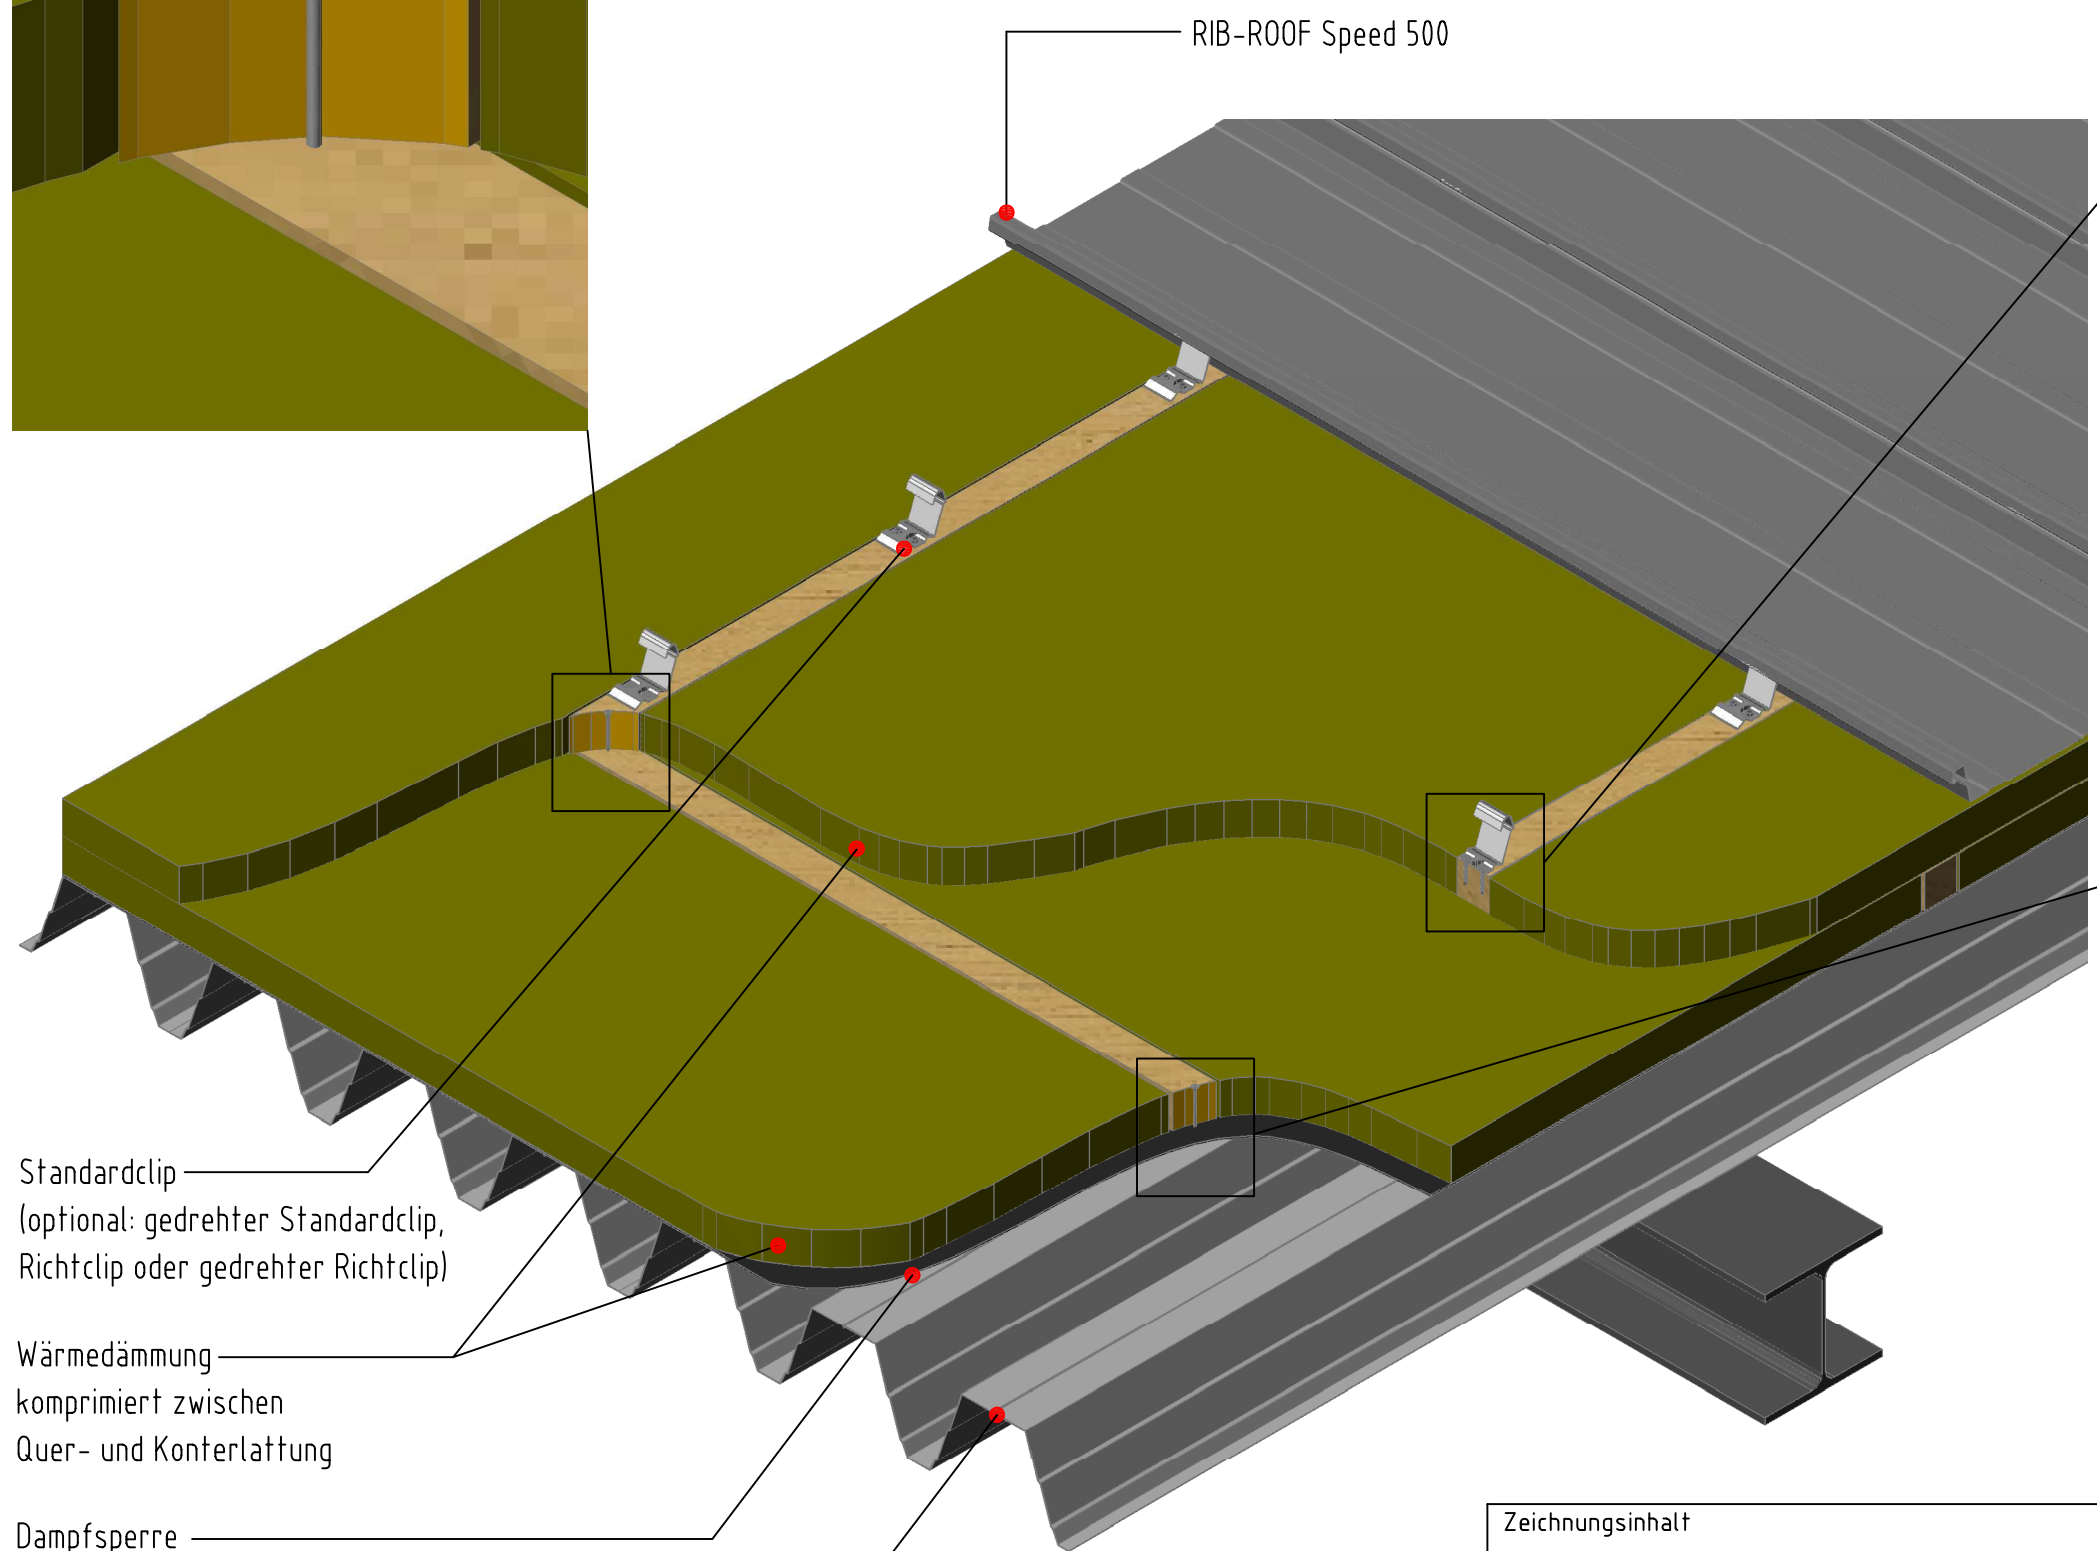 RIB-ROOF Speed 500
Standardclip
(optional: gedrehter Standardclip,
Richtclip oder gedrehter Richtclip)
Wärmedämmung
komprimiert zwischen
Quer- und Konterlattung
Dampfsperre
Zeichnungsinhalt